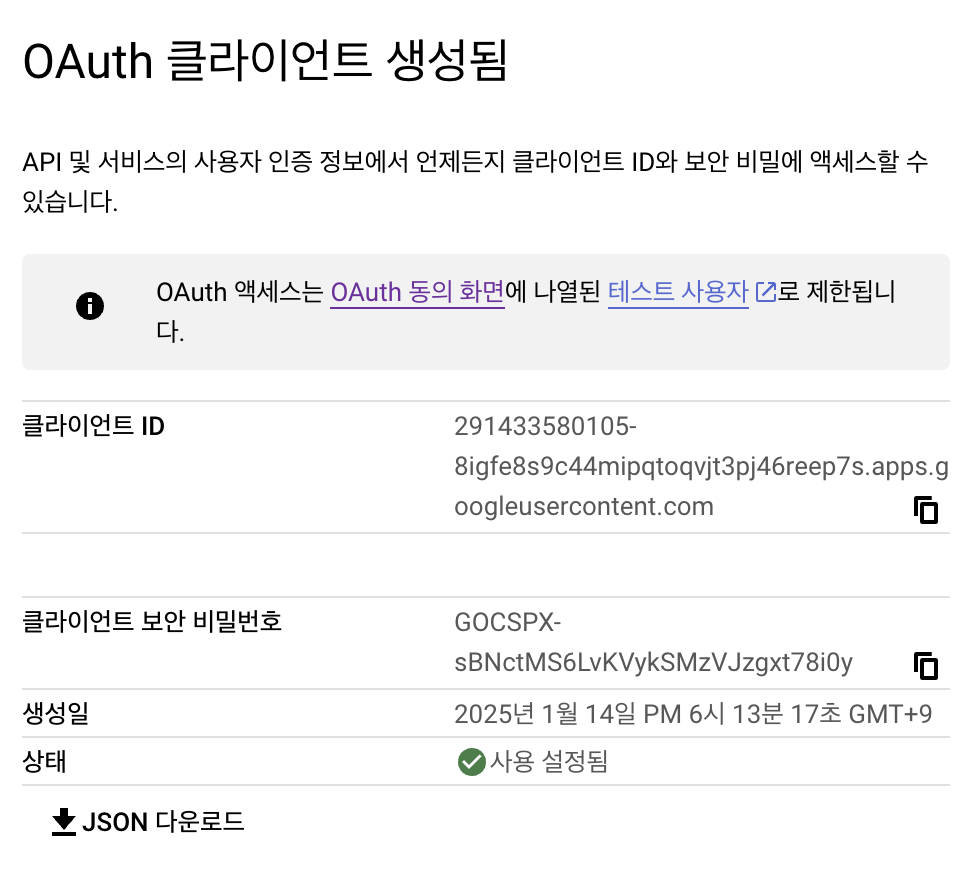 OAuth 클라이언트 생성됨
API 및 서비스의 사용자 인증 정보에서 언제든지 클라이언트 ID와 보안 비밀에 액세스할 수
있습니다.
OAuth 액세스는 OAuth 동의 화면에 나열된 테스트 사용자로 제한됩니
다.
클라이언트 ID
291433580105-
8igfe8s9c44mipqtoqvjt3pj46reep7s.apps.g
oogleusercontent.com
클라이언트 보안 비밀번호
GOCSPX-
sBNctMS6LvKVykSMzVJzgxt78i0y
생성일 2025년 1월 14일 PM 6시 13분 17초 GMT+9
상태 사용 설정됨
JSON 다운로드